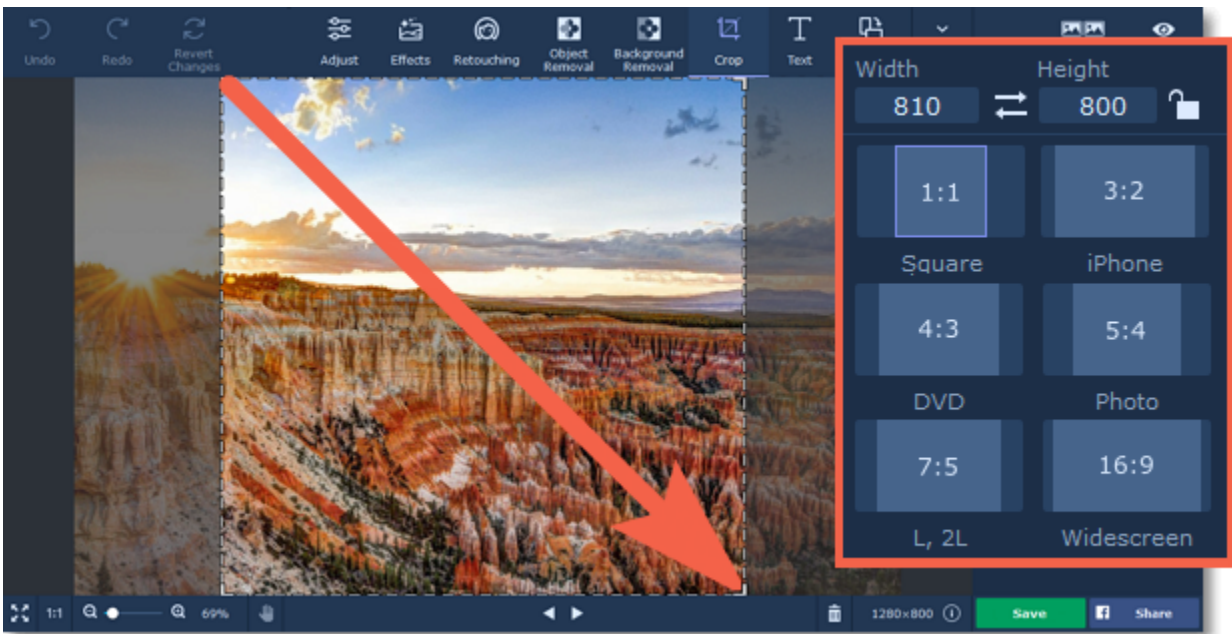 Undo
Redo
Revert
Changes
Adjust
Effects
Retouching
Object
Removal
Background
Removal
Crop
Text
Width
Height
810
800
1:1
3:2
Square
iPhone
4:3
5:4
DVD
Photo
7:5
16:9
L, 2L
Widescreen
1:1
69%
1280×800
Save
Share